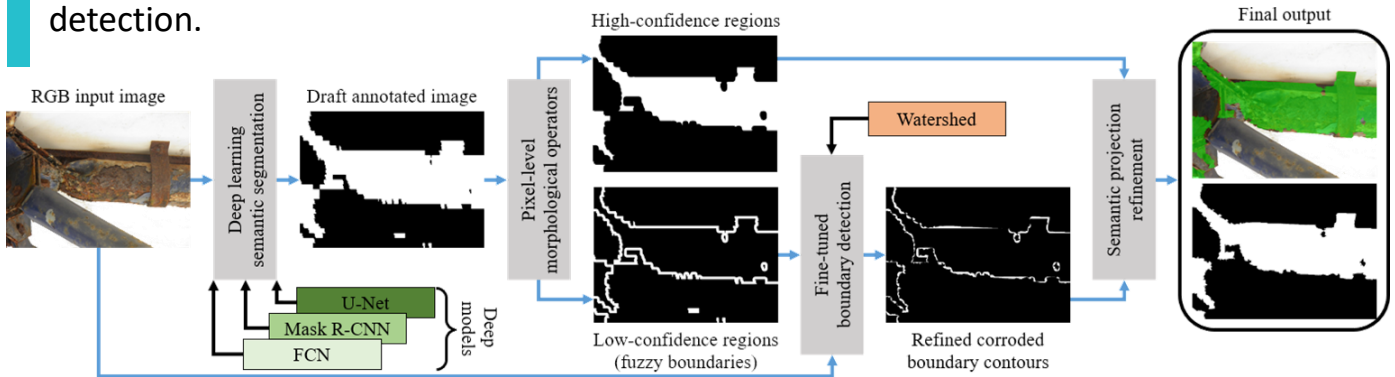 detection.
RGB input image
Deep learning
semantic segmentation
Draft annotated image
U-Net
Mask R-CNN
FCN
Deep
models
Pixel-level
morphological operators
High-confidence regions
Low-confidence regions
(fuzzy boundaries)
Watershed
Fine-tuned
boundary detection
Refined corroded
boundary contours
Semantic projection
refinement
Final output